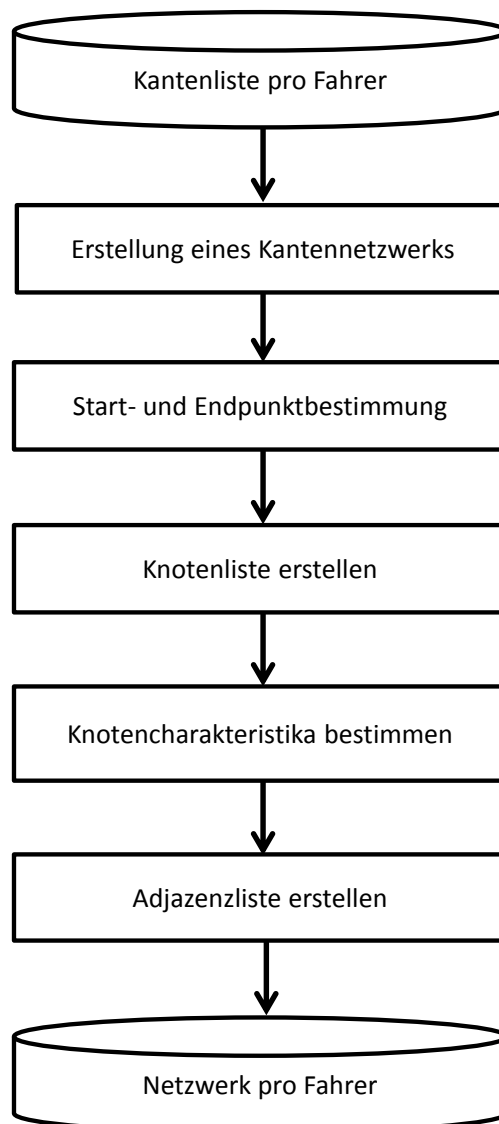 Kantenliste pro Fahrer
Erstellung eines Kantennetzwerks
Start- und Endpunktbestimmung
Knotenliste erstellen
Knotencharakteristika bestimmen
Adjazenzliste erstellen
Netzwerk pro Fahrer